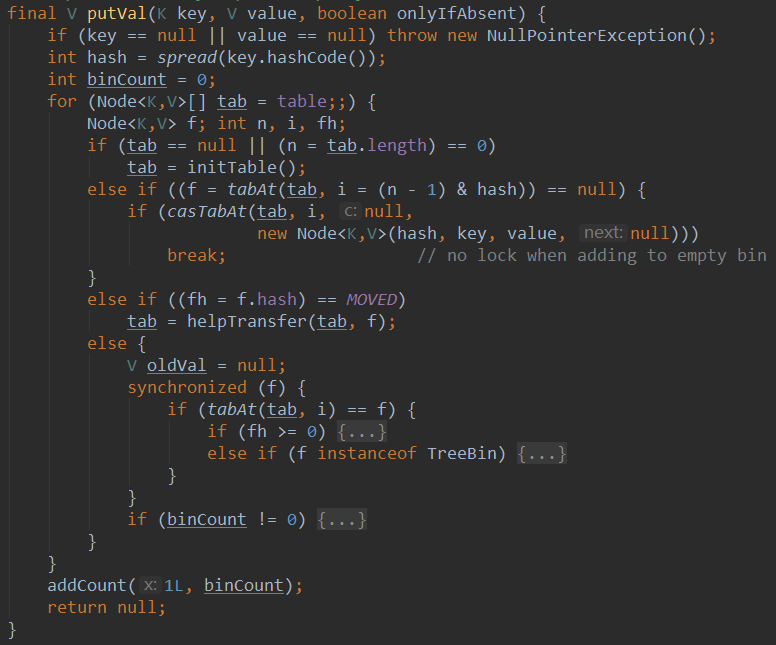 final V putVal(K key, V value, boolean onlyIfAbsent) {
    if (key == null || value == null) throw new NullPointerException();
    int hash = spread(key.hashCode());
    int binCount = 0;
    for (Node<K,V>[] tab = table;;) {
        Node<K,V> f; int n, i, fh;
        if (tab == null || (n = tab.length) == 0)
            tab = initTable();
        else if ((f = tabAt(tab, i = (n - 1) & hash)) == null) {
            if (casTabAt(tab, i, c: null,
                         new Node<K,V>(hash, key, value, next: null)))
                break;                   // no lock when adding to empty bin
        }
        else if ((fh = f.hash) == MOVED)
            tab = helpTransfer(tab, f);
        else {
            V oldVal = null;
            synchronized (f) {
                if (tabAt(tab, i) == f) {
                    if (fh >= 0) {...}
                    else if (f instanceof TreeBin) {...}
                }
            }
            if (binCount != 0) {...}
        }
    }
    addCount( x: 1L, binCount);
    return null;
}